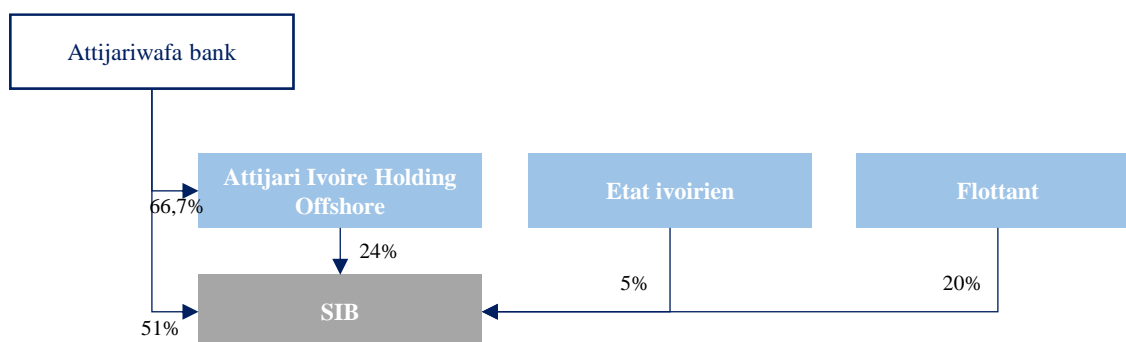 Attijariwafa bank
Attijari Ivoire Holding
Offshore
Etat ivoirien
Flottant
66,7%
24%
5%
20%
SIB
51%